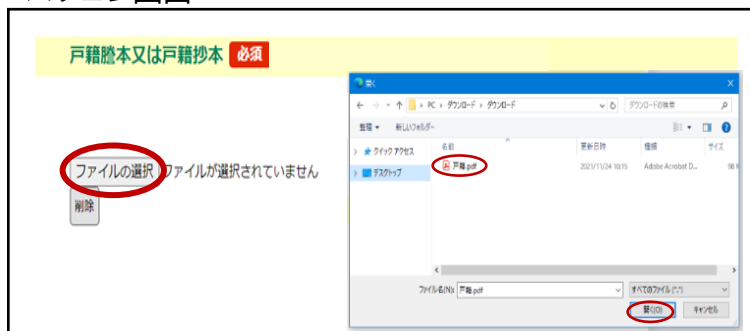 戸籍謄本又は戸籍抄本 必須
ファイルの選択 ファイルが選択されていません
削除
開く
PC › ダウンロード › ダウンロード
ダウンロードの検索
整理 新しいフォルダー
名前 更新日時 種類 サイズ
クイック アクセス
デスクトップ
戸籍.pdf 2021/11/24 10:15 Adobe Acrobat D... 98 K
ファイル名(N): 戸籍.pdf
すべてのファイル (*.*)
開く(O) キャンセル